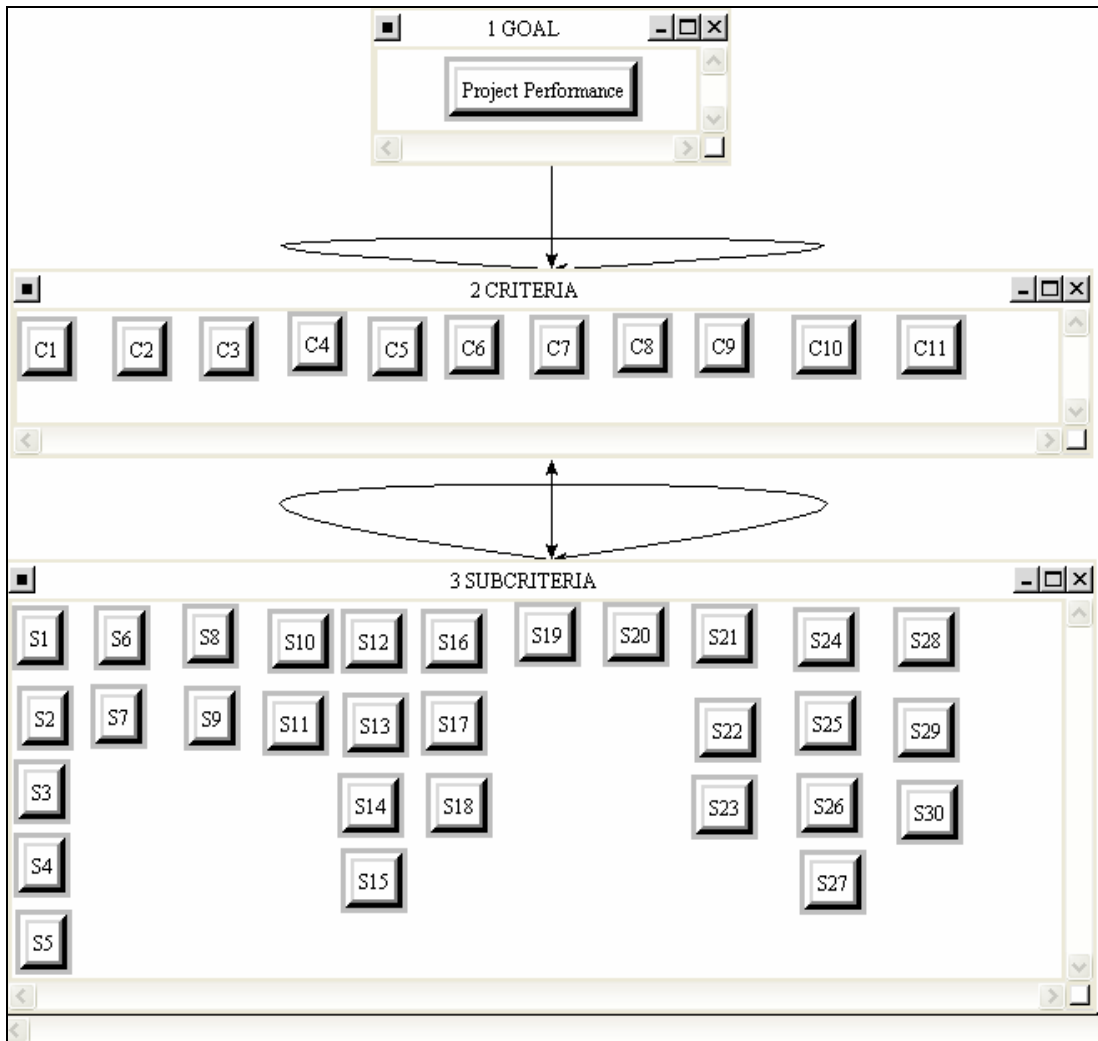 1 GOAL
Project Performance
2 CRITERIA
C1 C2 C3 C4 C5 C6 C7 C8 C9 C10 C11
3 SUBCRITERIA
S1 S6 S8 S10 S12 S16 S19 S20 S21 S24 S28
S2 S7 S9 S11 S13 S17 S22 S25 S29
S3 S14 S18 S23 S26 S30
S4 S15 S27
S5